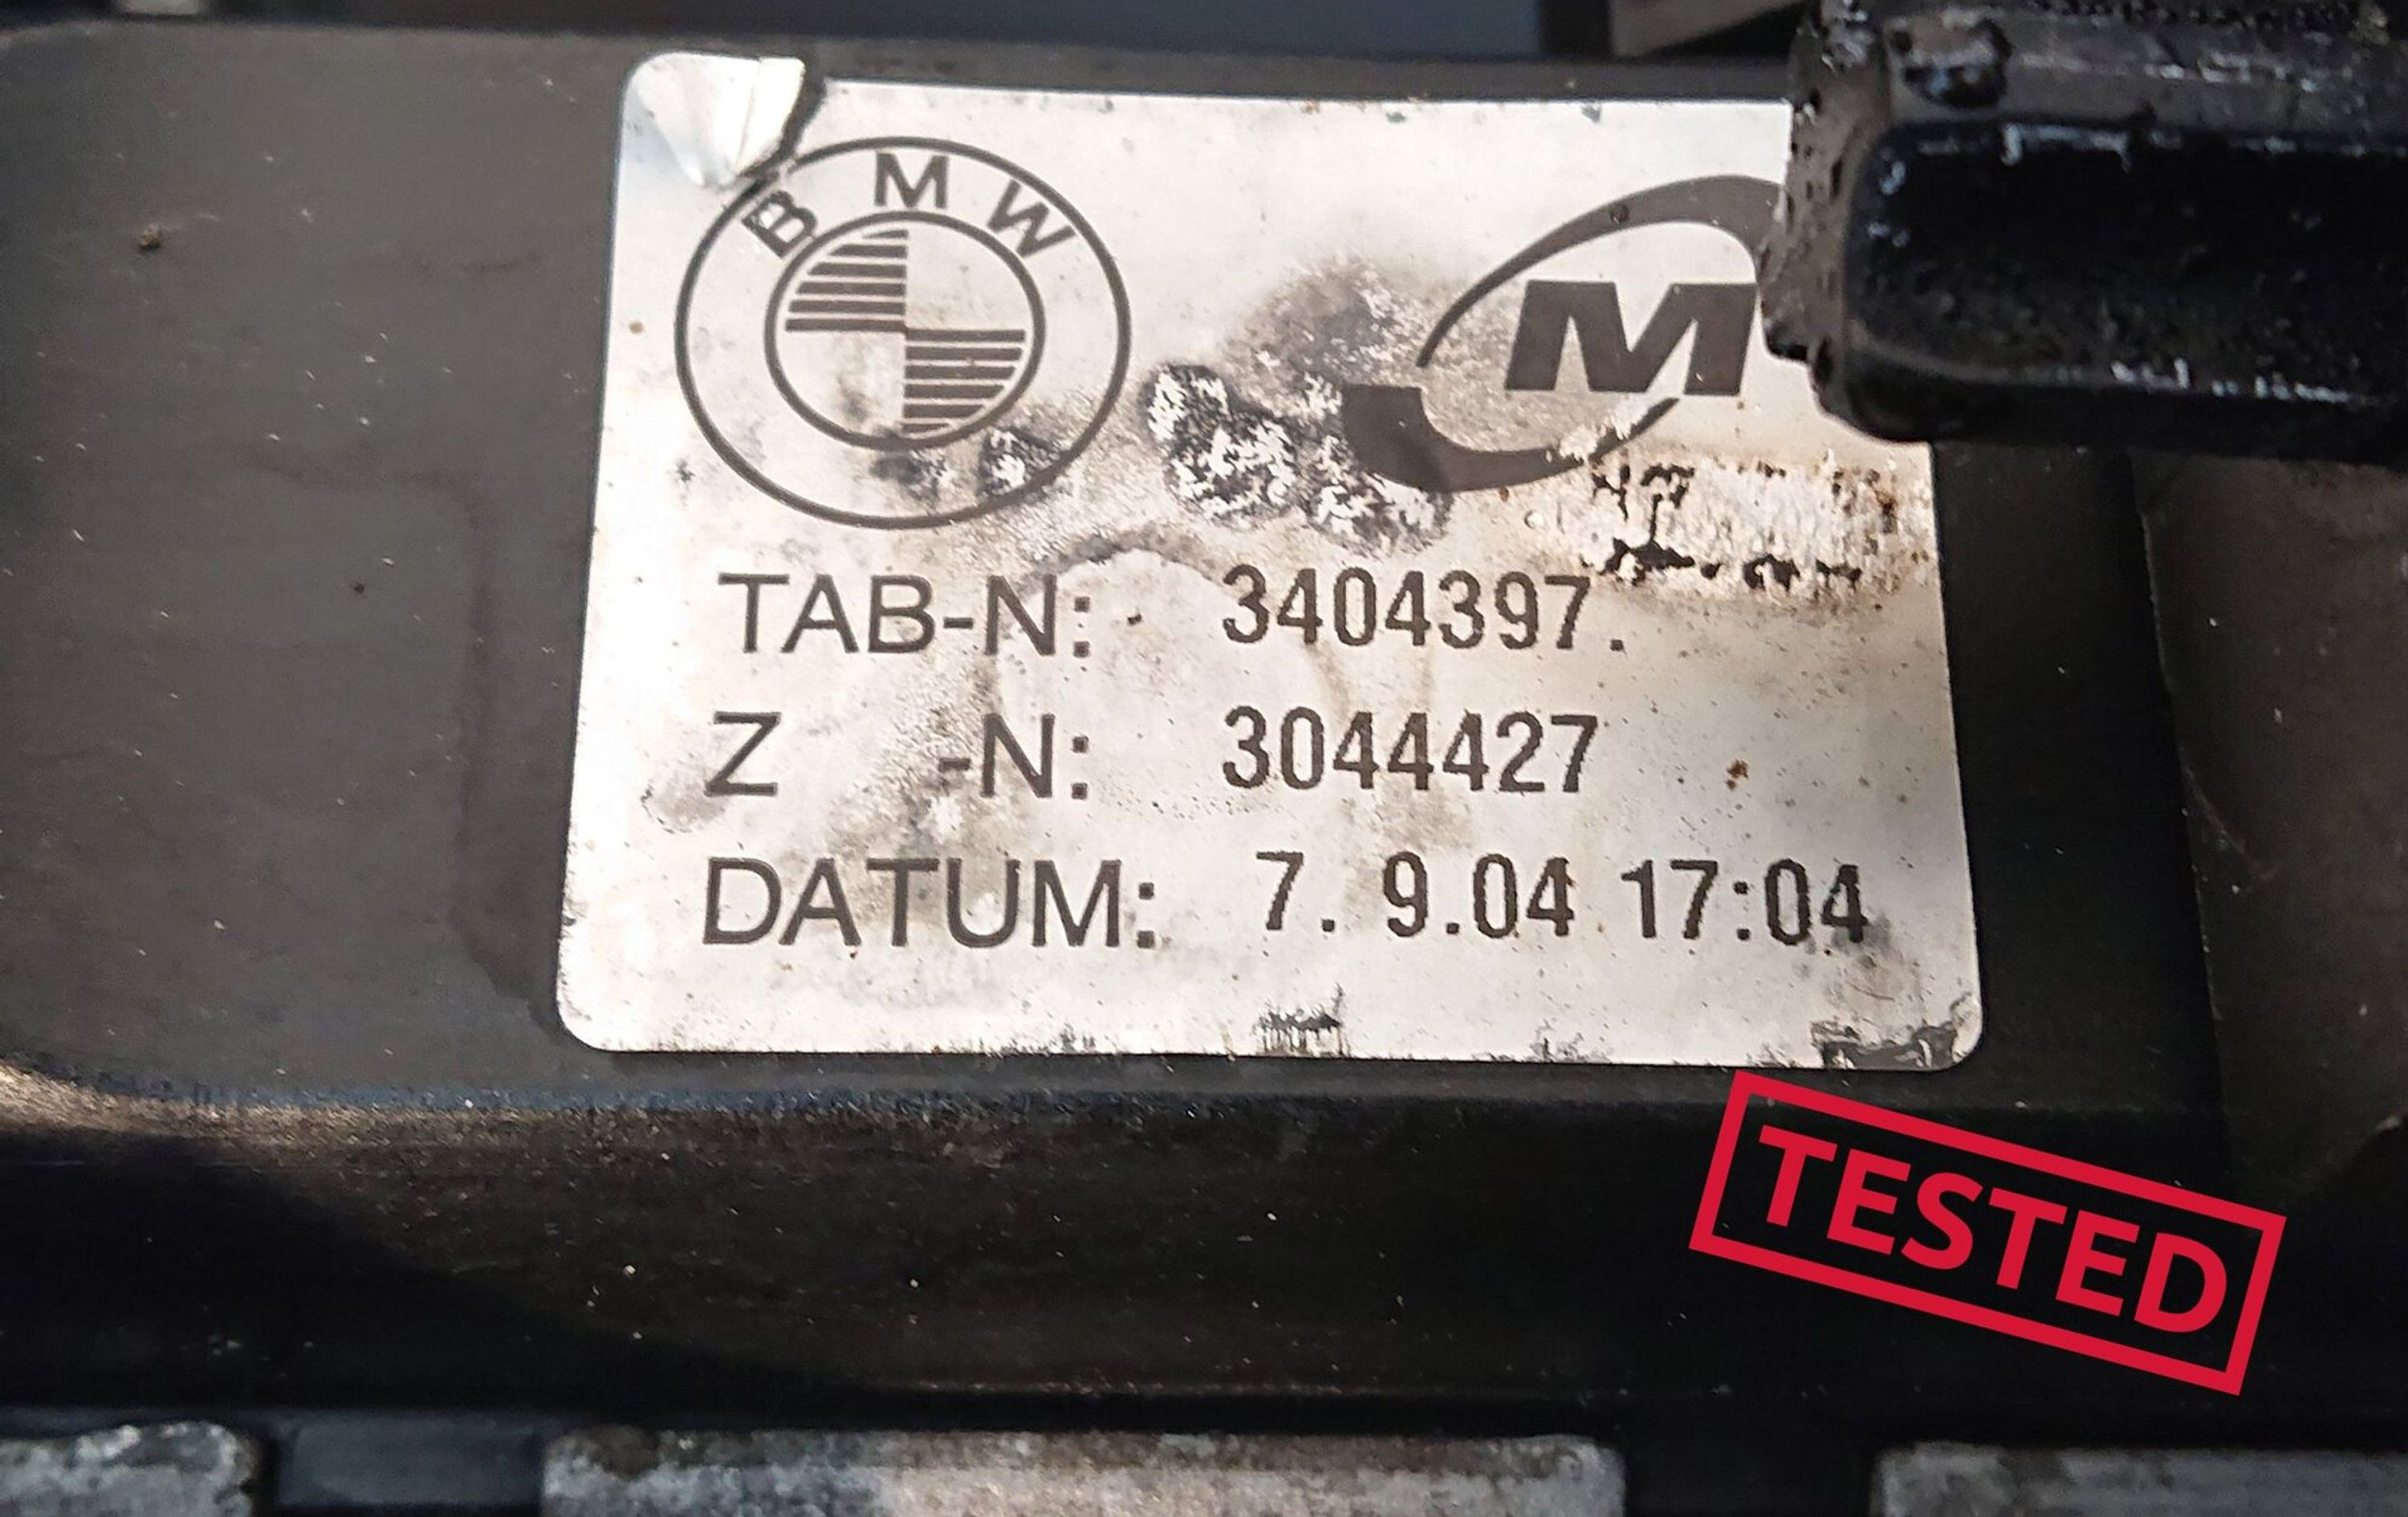 BMW
M
TAB-N: 3404397.
Z -N: 3044427
DATUM: 7. 9.04 17:04
TESTED